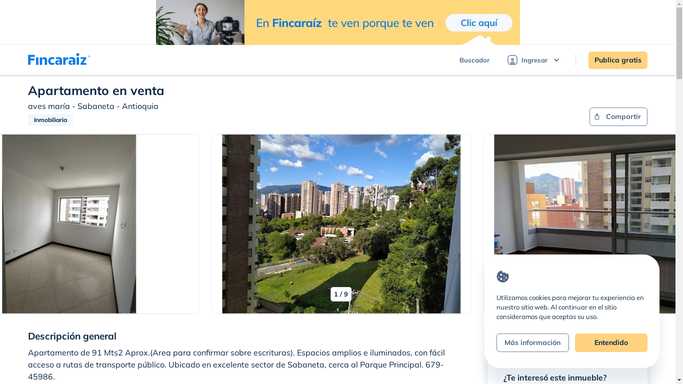 En Fincaraíz te ven porque te ven
Clic aquí
Fincaraiz
Buscador
Ingresar
Publica gratis
Apartamento en venta
aves maría - Sabaneta - Antioquia
Inmobiliaria
Compartir
1 / 9
Utilizamos cookies para mejorar tu experiencia en
nuestro sitio web. Al continuar en el sitio
consideramos que aceptas su uso.
Más información
Entendido
Descripción general
Apartamento de 91 Mts2 Aprox.(Area para confirmar sobre escrituras). Espacios amplios e iluminados, con fácil
acceso a rutas de transporte público. Ubicado en excelente sector de Sabaneta, cerca al Parque Principal. 679-
45986.
¿Te interesó este inmueble?